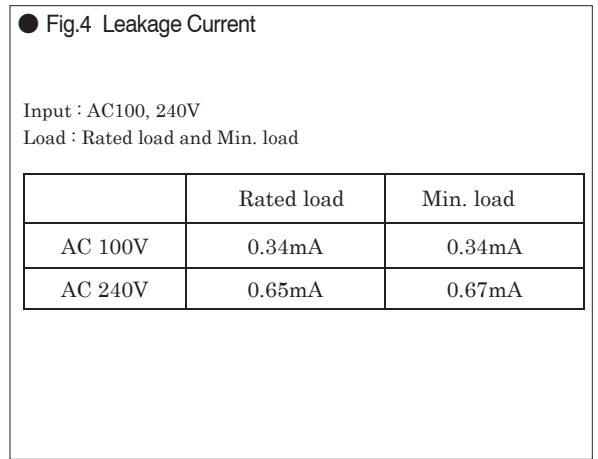 ● Fig.4 Leakage Current
Input : AC100, 240V
Load : Rated load and Min. load
Rated load Min. load
AC 100V 0.34mA 0.34mA
AC 240V 0.65mA 0.67mA